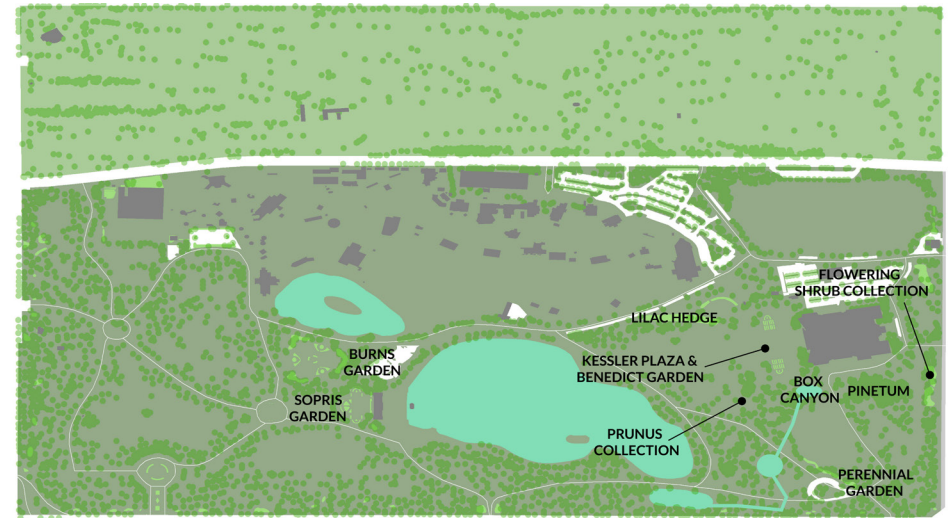 FLOWERING
SHRUB COLLECTION
LILAC HEDGE
BURNS
GARDEN
KESSLER PLAZA &
BENEDICT GARDEN
SOPRIS
GARDEN
BOX
CANYON
PINETUM
PRUNUS
COLLECTION
PERENNIAL
GARDEN